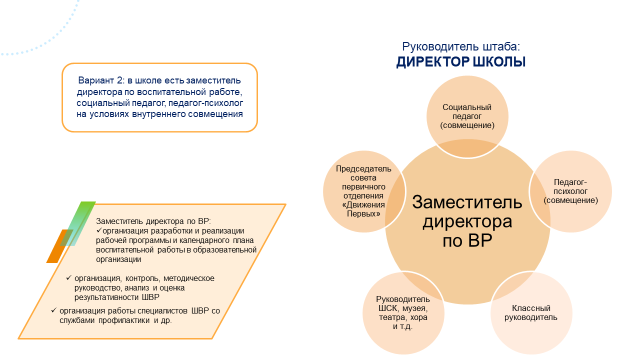 Вариант 2: в школе есть заместитель
директора по воспитательной работе,
социальный педагог, педагог-психолог
на условиях внутреннего совмещения
Заместитель директора по ВР:
✓организация разработки и реализации
рабочей программы и календарного плана
воспитательной работы в образовательной
организации
✓ организация, контроль, методическое
руководство, анализ и оценка
результативности ШВР
✓ организация работы специалистов ШВР со
службами профилактики и др.
Руководитель штаба:
ДИРЕКТОР ШКОЛЫ
Социальный
педагог
(совмещение)
Председатель
совета
первичного
отделения
«Движения
Первых»
Педагог-
психолог
(совмещение)
Заместитель
директора
по ВР
Руководитель
ШСК, музея,
театра, хора
и т.д.
Классный
руководитель